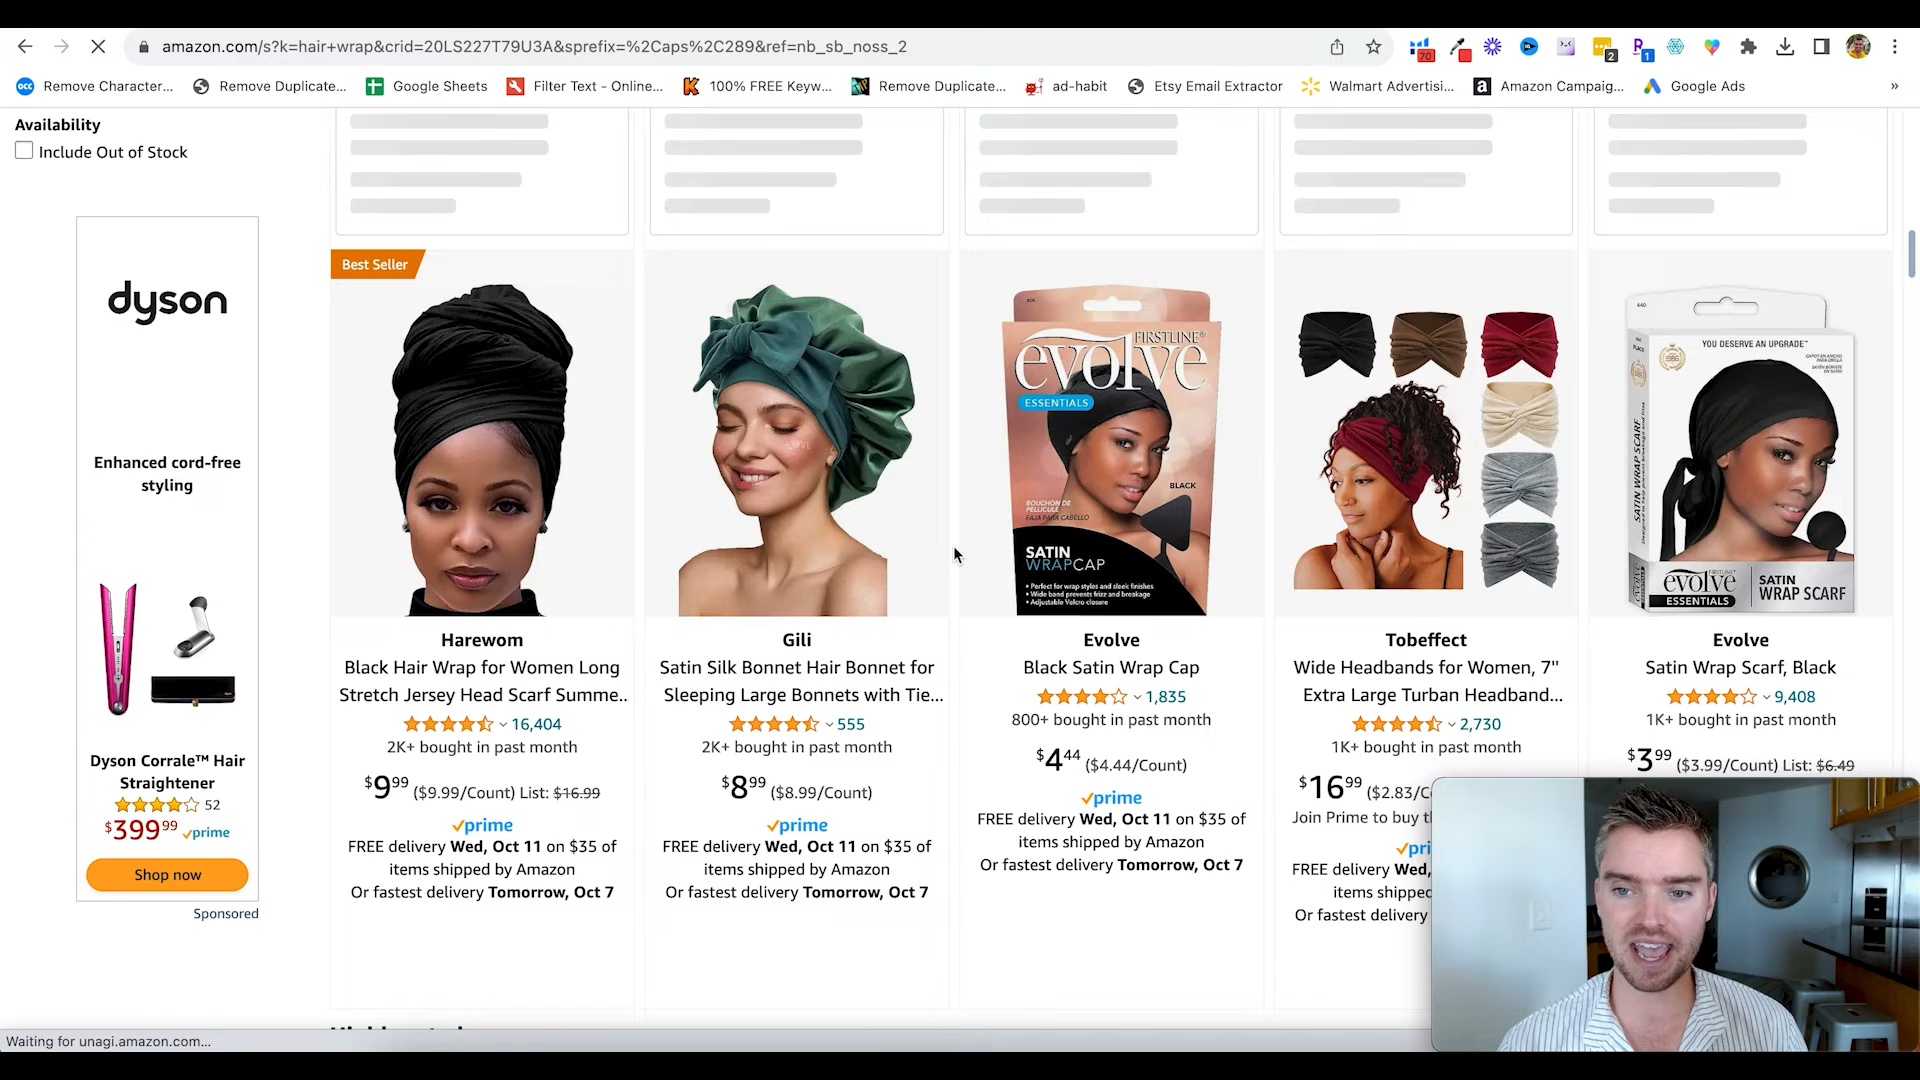 amazon.com/s?k=hair+wrap&crid=20LS227T79U3A&sprefix=%2Caps%2C289&ref=nb_sb_noss_2
70
2
1
Remove Character...
Remove Duplicate...
Google Sheets
Filter Text - Online...
100% FREE Keyw...
Remove Duplicate...
ad-habit
Etsy Email Extractor
Walmart Advertisi...
Amazon Campaig...
Google Ads
»
Availability
Include Out of Stock
dyson
Enhanced cord-free
styling
Dyson Corrale™ Hair
Straightener
52
$399 99 prime
Shop now
Sponsored
Best Seller
Harewom
Black Hair Wrap for Women Long
Stretch Jersey Head Scarf Summe..
16,404
2K+ bought in past month
$9 99 ($9.99/Count) List: $16.99
prime
FREE delivery Wed, Oct 11 on $35 of
items shipped by Amazon
Or fastest delivery Tomorrow, Oct 7
Gili
Satin Silk Bonnet Hair Bonnet for
Sleeping Large Bonnets with Tie...
555
2K+ bought in past month
$8 99 ($8.99/Count)
prime
FREE delivery Wed, Oct 11 on $35 of
items shipped by Amazon
Or fastest delivery Tomorrow, Oct 7
FIRSTLINE®
evolve
ESSENTIALS
BLACK
BOUCHON DE
PELLICULE
FAJA PARA CABELLO
SATIN
WRAPCAP
• Perfect for wrap styles and sleek finishes
• Wide band prevents frizz and breakage
• Adjustable Velcro closure
Evolve
Black Satin Wrap Cap
1,835
800+ bought in past month
$4 44 ($4.44/Count)
prime
FREE delivery Wed, Oct 11 on $35 of
items shipped by Amazon
Or fastest delivery Tomorrow, Oct 7
Tobeffect
Wide Headbands for Women, 7"
Extra Large Turban Headband...
2,730
1K+ bought in past month
$16 99 ($2.83/C
Join Prime to buy t
pri
FREE delivery Wed,
items shippe
Or fastest delivery
440
YOU DESERVE AN UPGRADE™
SATIN WRAP SCARF
FIRSTLINE
evolve
ESSENTIALS
SATIN
WRAP SCARF
Evolve
Satin Wrap Scarf, Black
9,408
1K+ bought in past month
$3 99 ($3.99/Count) List: $6.49
Waiting for unagi.amazon.com...